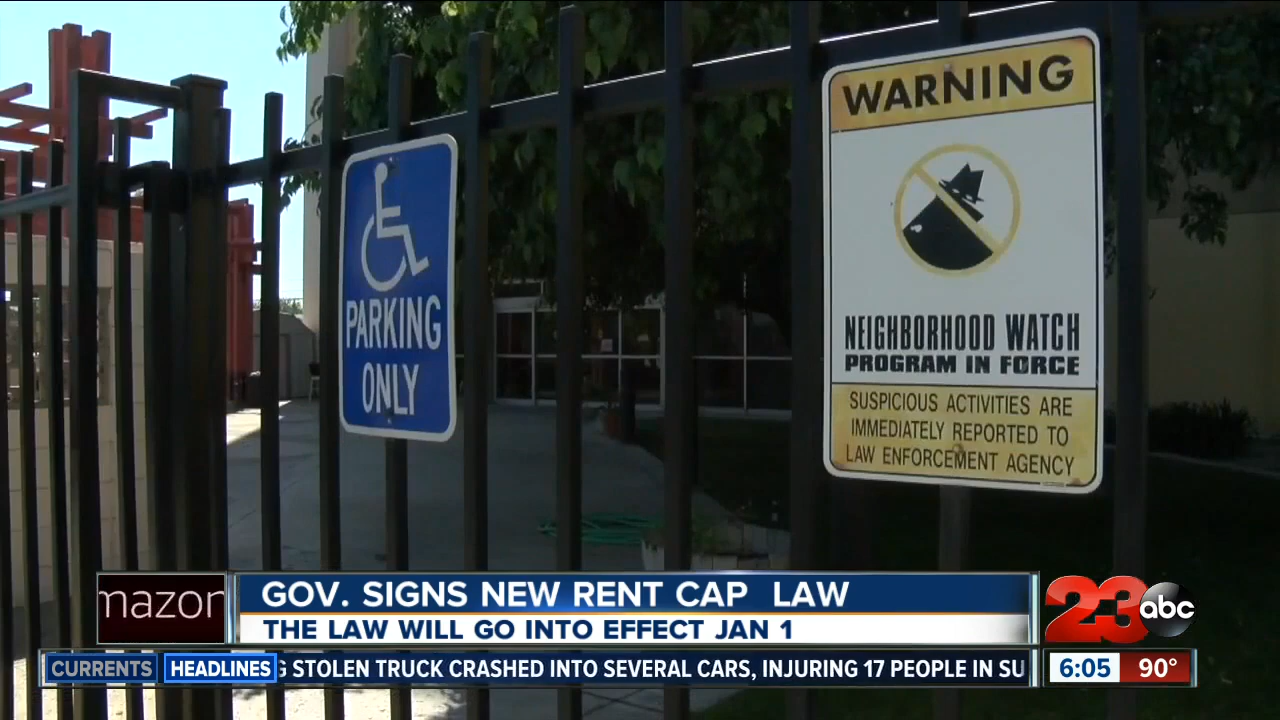 PARKING
ONLY
WARNING
NEIGHBORHOOD WATCH
PROGRAM IN FORCE
SUSPICIOUS ACTIVITIES ARE
IMMEDIATELY REPORTED TO
LAW ENFORCEMENT AGENCY
mazon
GOV. SIGNS NEW RENT CAP LAW
THE LAW WILL GO INTO EFFECT JAN 1
23 abc
CURRENTS HEADLINES G STOLEN TRUCK CRASHED INTO SEVERAL CARS, INJURING 17 PEOPLE IN SU
6:05 90°